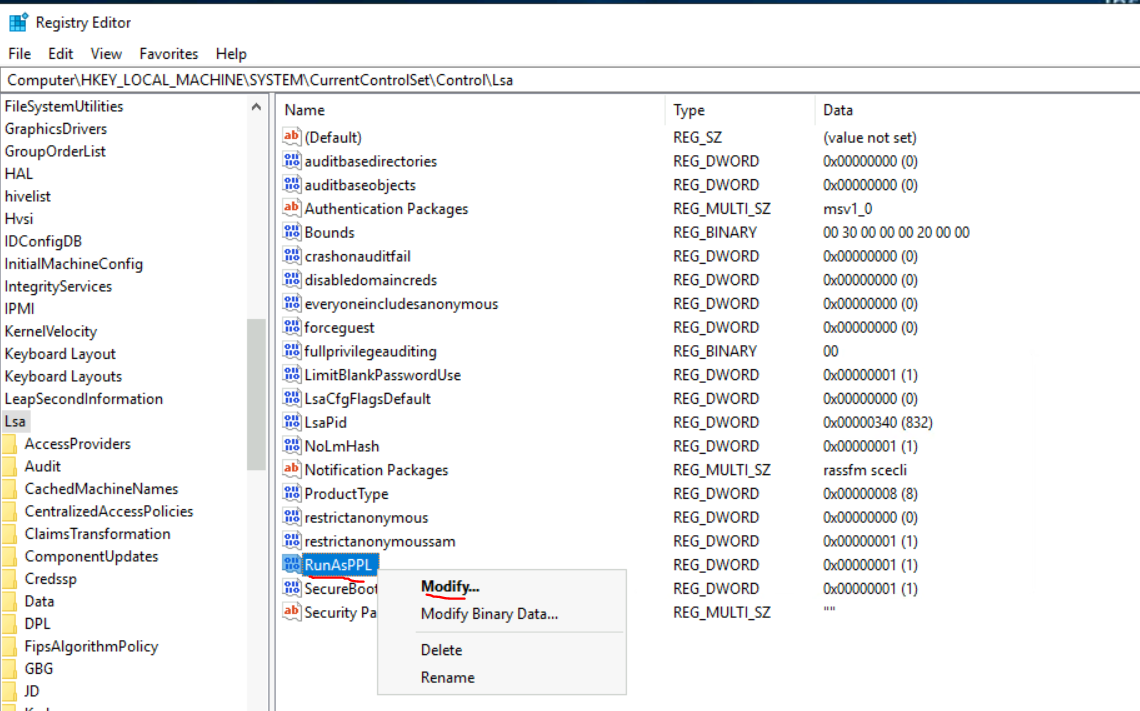 Registry Editor
File Edit View Favorites Help
Computer\HKEY_LOCAL_MACHINE\SYSTEM\CurrentControlSet\Control\Lsa
FileSystemUtilities
GraphicsDrivers
GroupOrderList
HAL
hivelist
Hvsi
IDConfigDB
InitialMachineConfig
IntegrityServices
IPMI
KernelVelocity
Keyboard Layout
Keyboard Layouts
LeapSecondInformation
Lsa
AccessProviders
Audit
CachedMachineNames
CentralizedAccessPolicies
ClaimsTransformation
ComponentUpdates
Credssp
Data
DPL
FipsAlgorithmPolicy
GBG
JD
Name Type Data
(Default) REG_SZ (value not set)
auditbasedirectories REG_DWORD 0x00000000 (0)
auditbaseobjects REG_DWORD 0x00000000 (0)
Authentication Packages REG_MULTI_SZ msv1_0
Bounds REG_BINARY 00 30 00 00 00 20 00 00
crashonauditfail REG_DWORD 0x00000000 (0)
disabledomaincreds REG_DWORD 0x00000000 (0)
everyoneincludesanonymous REG_DWORD 0x00000000 (0)
forceguest REG_DWORD 0x00000000 (0)
fullprivilegeauditing REG_BINARY 00
LimitBlankPasswordUse REG_DWORD 0x00000001 (1)
LsaCfgFlagsDefault REG_DWORD 0x00000000 (0)
LsaPid REG_DWORD 0x00000340 (832)
NoLmHash REG_DWORD 0x00000001 (1)
Notification Packages REG_MULTI_SZ rassfm scecli
ProductType REG_DWORD 0x00000008 (8)
restrictanonymous REG_DWORD 0x00000000 (0)
restrictanonymoussam REG_DWORD 0x00000001 (1)
RunAsPPL REG_DWORD 0x00000001 (1)
SecureBoot REG_DWORD 0x00000001 (1)
Security Pa REG_MULTI_SZ ""
Modify...
Modify Binary Data...
Delete
Rename